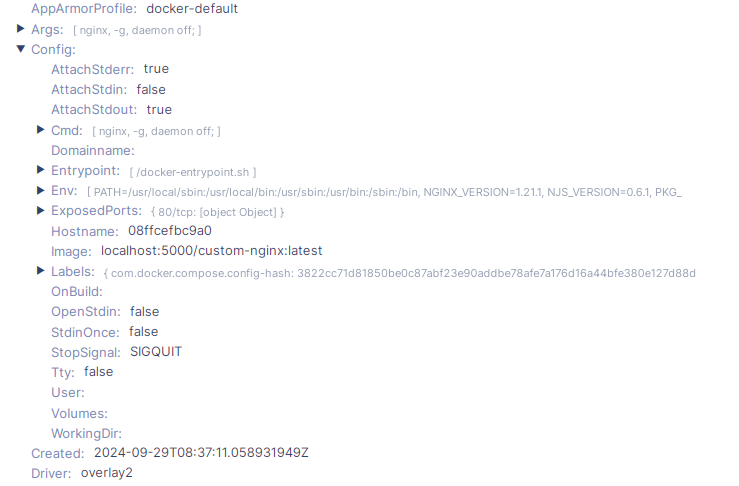 AppArmorProfile: docker-default
Args: [ nginx, -g, daemon off; ]
Config:
AttachStderr: true
AttachStdin: false
AttachStdout: true
Cmd: [ nginx, -g, daemon off; ]
Domainname:
Entrypoint: [ /docker-entrypoint.sh ]
Env: [ PATH=/usr/local/sbin:/usr/local/bin:/usr/sbin:/usr/bin:/sbin:/bin, NGINX_VERSION=1.21.1, NJS_VERSION=0.6.1, PKG_
ExposedPorts: { 80/tcp: [object Object] }
Hostname: 08ffcefbc9a0
Image: localhost:5000/custom-nginx:latest
Labels: { com.docker.compose.config-hash: 3822cc71d81850be0c87abf23e90addbe78afe7a176d16a44bfe380e127d88d
OnBuild:
OpenStdin: false
StdinOnce: false
StopSignal: SIGQUIT
Tty: false
User:
Volumes:
WorkingDir:
Created: 2024-09-29T08:37:11.058931949Z
Driver: overlay2